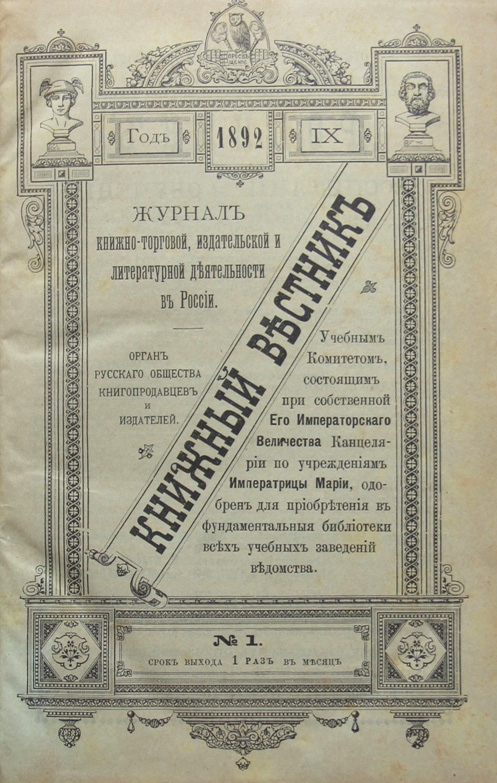 Годъ
1892
IX
ЖУРНАЛЪ
книжно-торговой, издательской и
литературной дѣятельности
въ Россіи.
ОРГАНЪ
РУССКАГО ОБЩЕСТВА
КНИГОПРОДАВЦЕВЪ
И
ИЗДАТЕЛЕЙ.
КНИЖНЫЙ ВѢСТНИКЪ
Учебнымъ
Комитетомъ,
состоящимъ
при собственной
Его Императорскаго
Величества Канцеля-
ріи по учрежденіямъ
Императрицы Маріи, одо-
бренъ для пріобрѣтенія въ
фундаментальныя библіотеки
всѣхъ учебныхъ заведеній
вѣдомства.
№ 1.
СРОКЪ ВЫХОДА 1 РАЗЪ ВЪ МѢСЯЦЪ